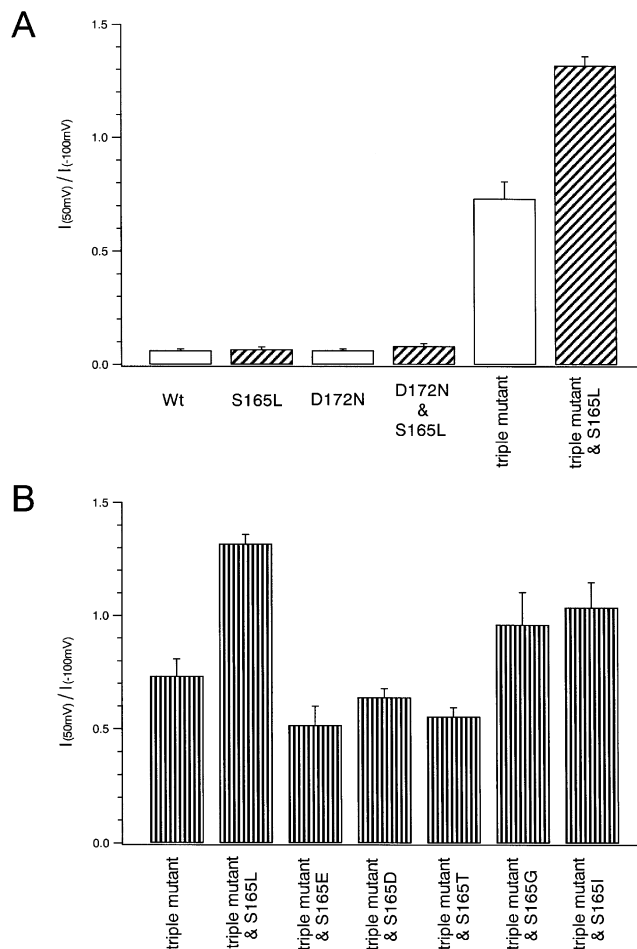 A
1.5
1.0
0.5
0.0
I(50mV) / I(-100mV)
Wt
S165L
D172N
D172N
&
S165L
triple mutant
triple mutant
& S165L
B
1.5
1.0
0.5
0.0
I(50mV) / I(-100mV)
triple mutant
triple mutant
& S165L
triple mutant
& S165E
triple mutant
& S165D
triple mutant
& S165T
triple mutant
& S165G
triple mutant
& S165I